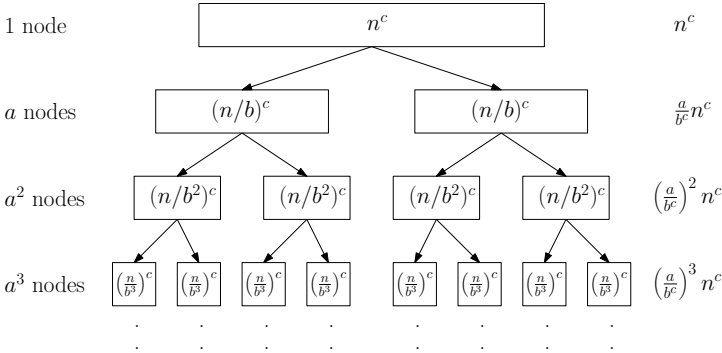 1 node n^c n^c
a nodes (n/b)^c (n/b)^c a/b^c n^c
a^2 nodes (n/b^2)^c (n/b^2)^c (n/b^2)^c (n/b^2)^c (a/b^c)^2 n^c
a^3 nodes (n/b^3)^c (n/b^3)^c (n/b^3)^c (n/b^3)^c (n/b^3)^c (n/b^3)^c (n/b^3)^c (n/b^3)^c (a/b^c)^3 n^c
. . . . . . . .
. . . . . . . .